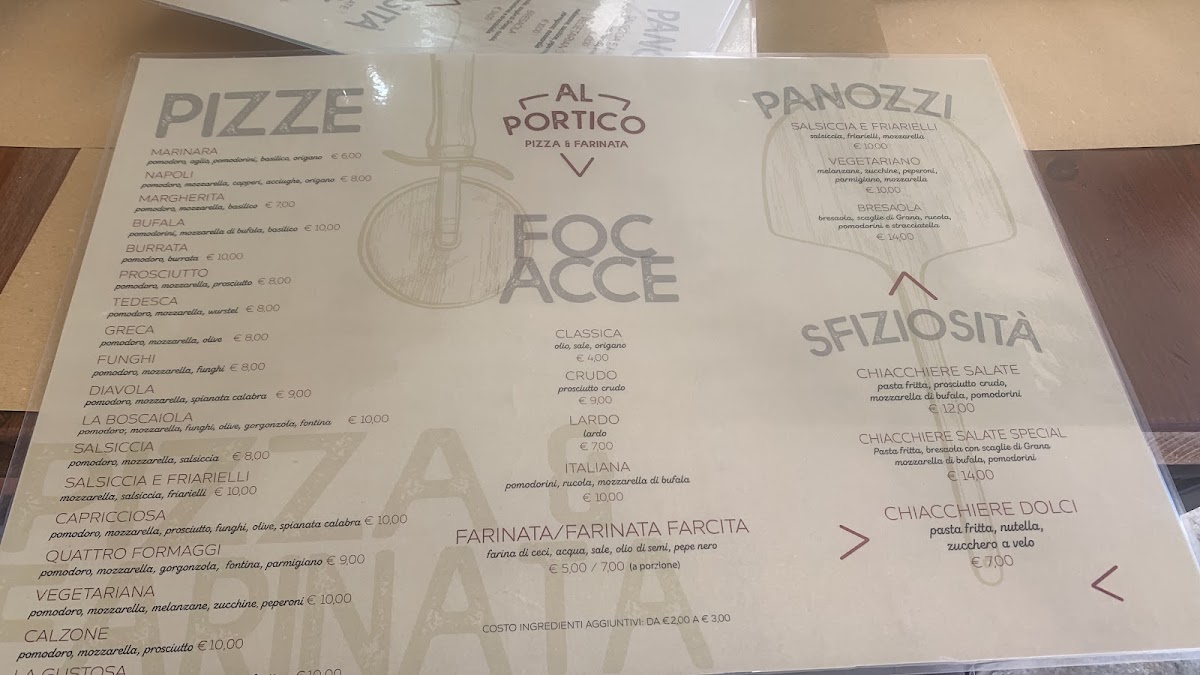 PIZZE
MARINARA
pomodoro, aglio, pomodorini, basilico, origano € 6,00
NAPOLI
pomodoro, mozzarella, capperi, acciughe, origano € 8,00
MARGHERITA
pomodoro, mozzarella, basilico € 7,00
BUFALA
pomodorini, mozzarella di bufala, basilico € 10,00
BURRATA
pomodoro, burrata € 10,00
PROSCIUTTO
pomodoro, mozzarella, prosciutto € 8,00
TEDESCA
pomodoro, mozzarella, wurstel € 8,00
GRECA
pomodoro, mozzarella, olive € 8,00
FUNGHI
pomodoro, mozzarella, funghi € 8,00
DIAVOLA
pomodoro, mozzarella, spianata calabra € 9,00
LA BOSCAIOLA
pomodoro; mozzarella, funghi, olive, gorgonzola, fontina € 10,00
SALSICCIA
pomodoro, mozzarella, salsiccia € 8,00
SALSICCIA E FRIARIELLI
mozzarella, salsiccia, friarielli € 10,00
CAPRICCIOSA
pomodoro, mozzarella, prosciutto, funghi, olive, spianata calabra € 10,00
QUATTRO FORMAGGI
pomodoro, mozzarella, gorgonzola, fontina, parmigiano € 9,00
VEGETARIANA
pomodoro, mozzarella, melanzane, zucchine, peperoni € 10,00
CALZONE
pomodoro, mozzarella, prosciutto € 10,00
LA GUSTOSA
€ 10,00
AL
PORTICO
PIZZA & FARINATA
FOC
ACCE
CLASSICA
olio, sale, origano
€ 4,00
CRUDO
prosciutto crudo
€ 9,00
LARDO
lardo
€ 7,00
ITALIANA
pomodorini, rucola, mozzarella di bufala
€ 10,00
FARINATA/FARINATA FARCITA
farina di ceci, acqua, sale, olio di semi, pepe nero
€ 5,00 / 7,00 (a porzione)
COSTO INGREDIENTI AGGIUNTIVI: DA € 2,00 A € 3,00
PANOZZI
SALSICCIA E FRIARIELLI
salsiccia, friarielli, mozzarella
€ 10,00
VEGETARIANO
melanzane, zucchine, peperoni,
parmigiano, mozzarella
€ 10,00
BRESAOLA
bresaola, scaglie di Grana, rucola,
pomodorini e stracciatella
€ 14,00
SFIZIOSITÀ
CHIACCHIERE SALATE
pasta fritta, prosciutto crudo,
mozzarella di bufala, pomodorini
€ 12,00
CHIACCHIERE SALATE SPECIAL
Pasta fritta, bresaola con scaglie di Grana
mozzarella di bufala, pomodorini
€ 14,00
CHIACCHIERE DOLCI
pasta fritta, nutella,
zucchero a velo
€ 7,00
PIZZA &
FARINATA